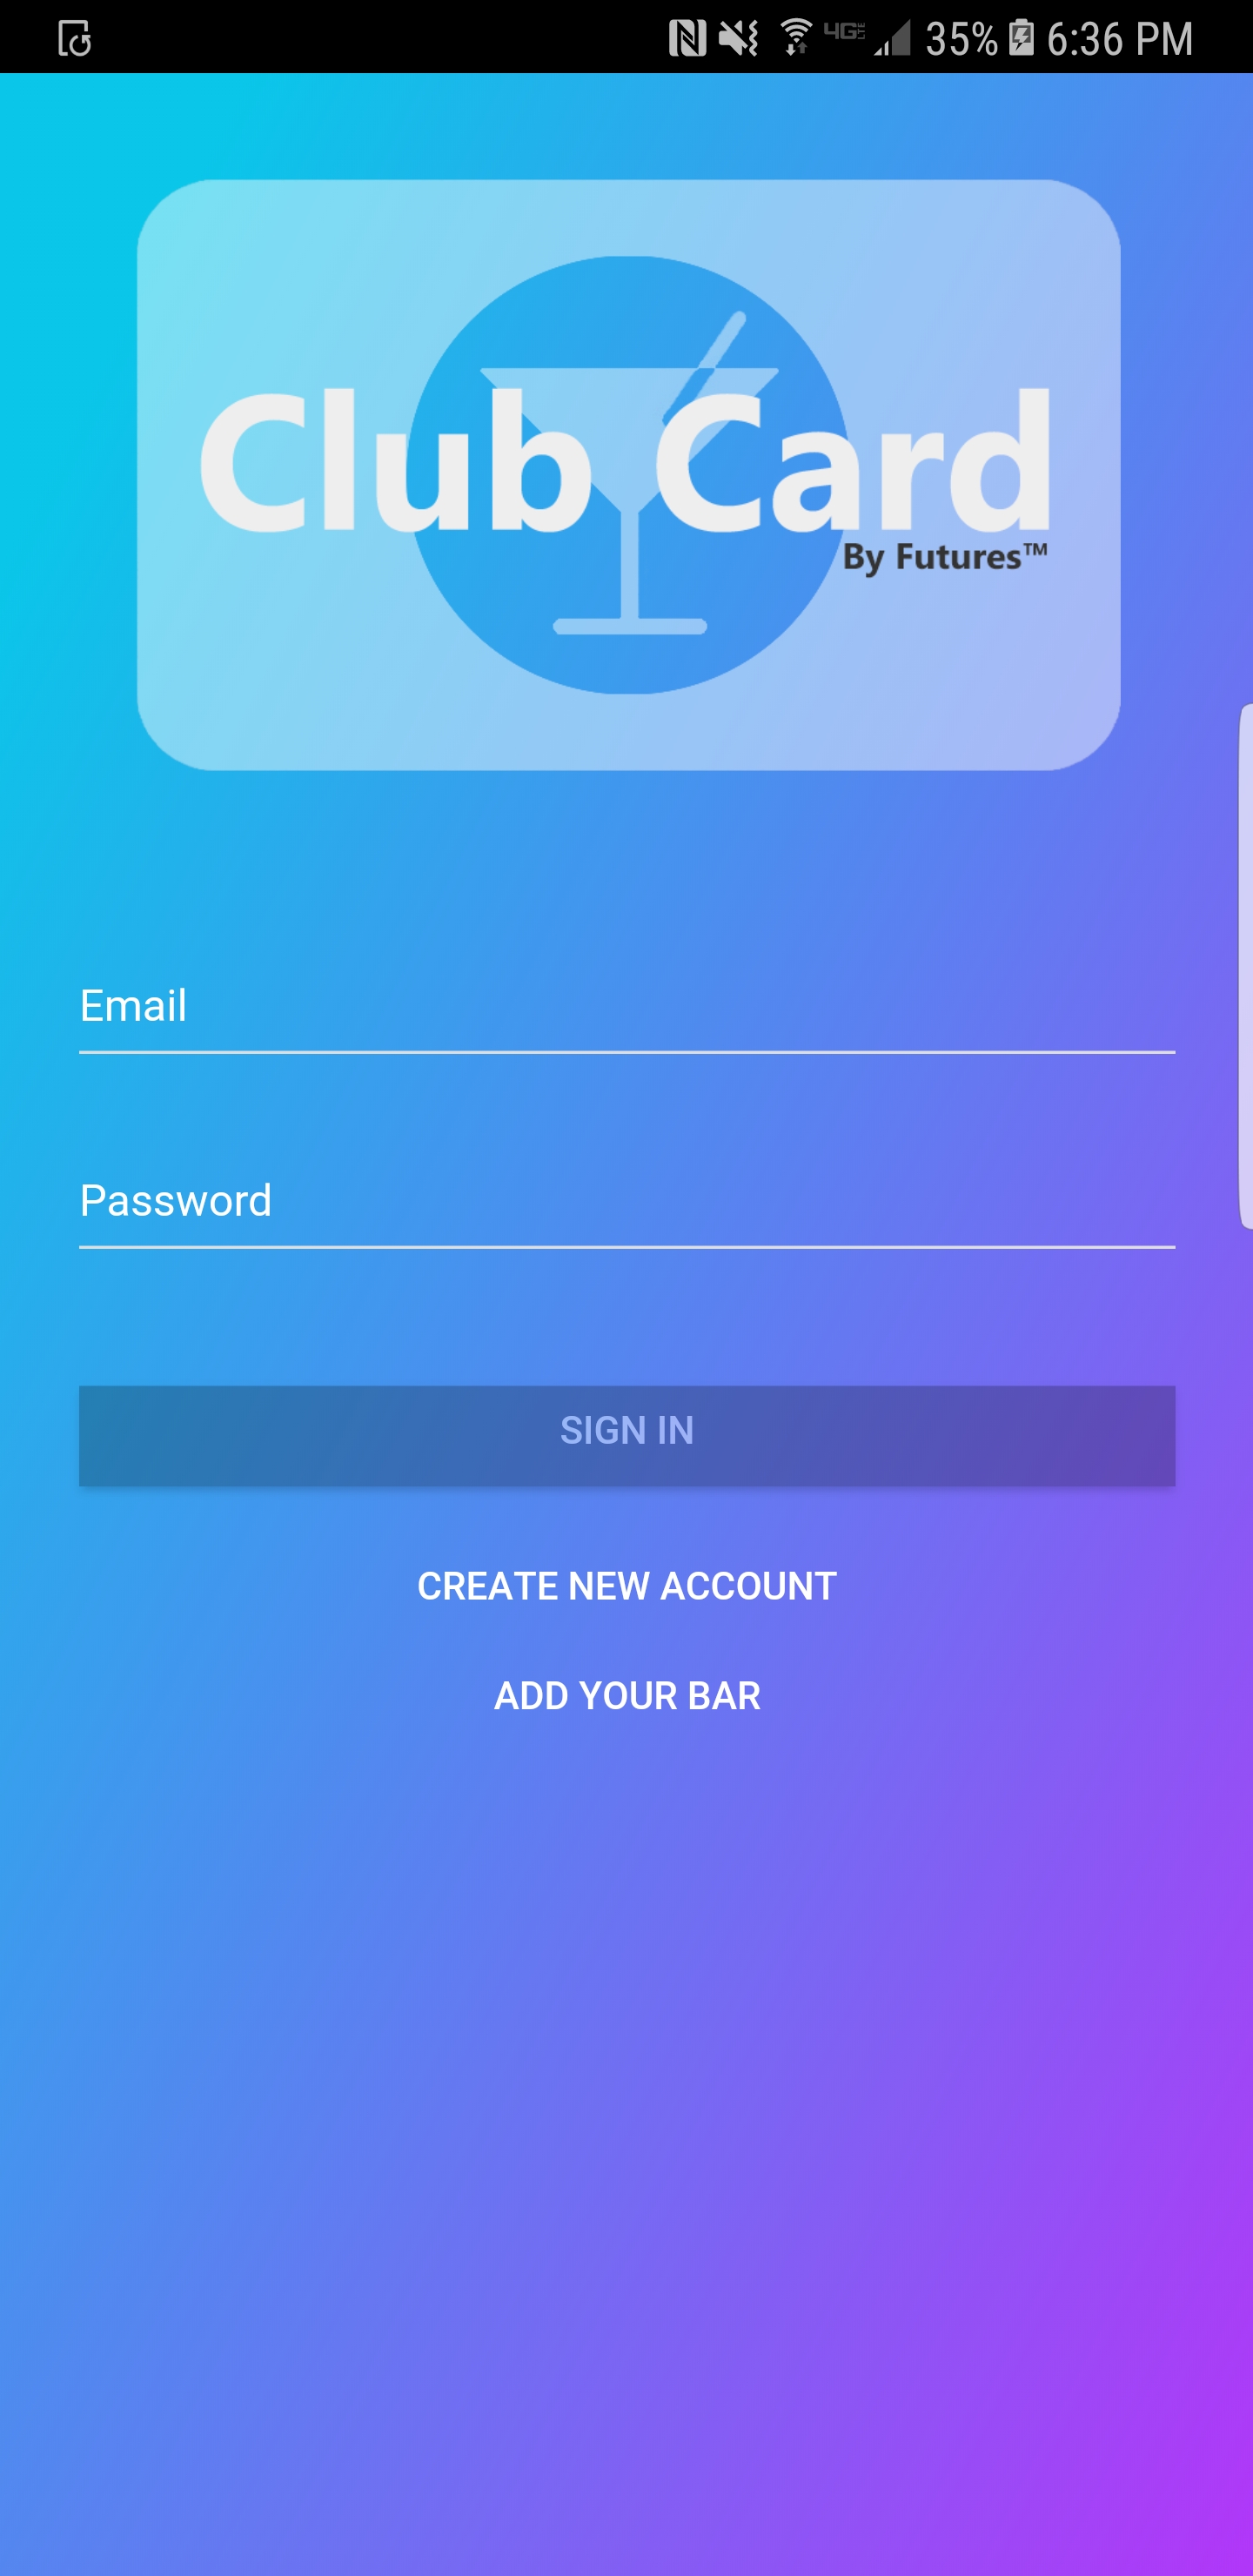 4G LTE 35% 6:36 PM
Club Card
By Futures™
Email
Password
SIGN IN
CREATE NEW ACCOUNT
ADD YOUR BAR